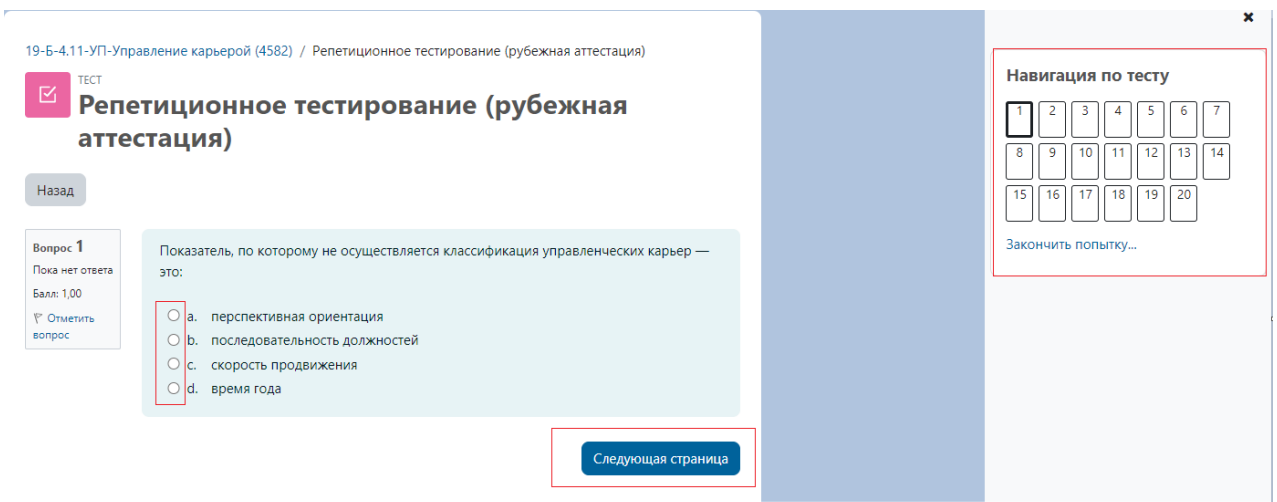 19-Б-4.11-УП-Управление карьерой (4582) / Репетиционное тестирование (рубежная аттестация)
ТЕСТ
Репетиционное тестирование (рубежная
аттестация)
Назад
Вопрос 1
Пока нет ответа
Балл: 1,00
Отметить
вопрос
Показатель, по которому не осуществляется классификация управленческих карьер —
это:
a. перспективная ориентация
b. последовательность должностей
c. скорость продвижения
d. время года
Следующая страница
Навигация по тесту
1 2 3 4 5 6 7
8 9 10 11 12 13 14
15 16 17 18 19 20
Закончить попытку...